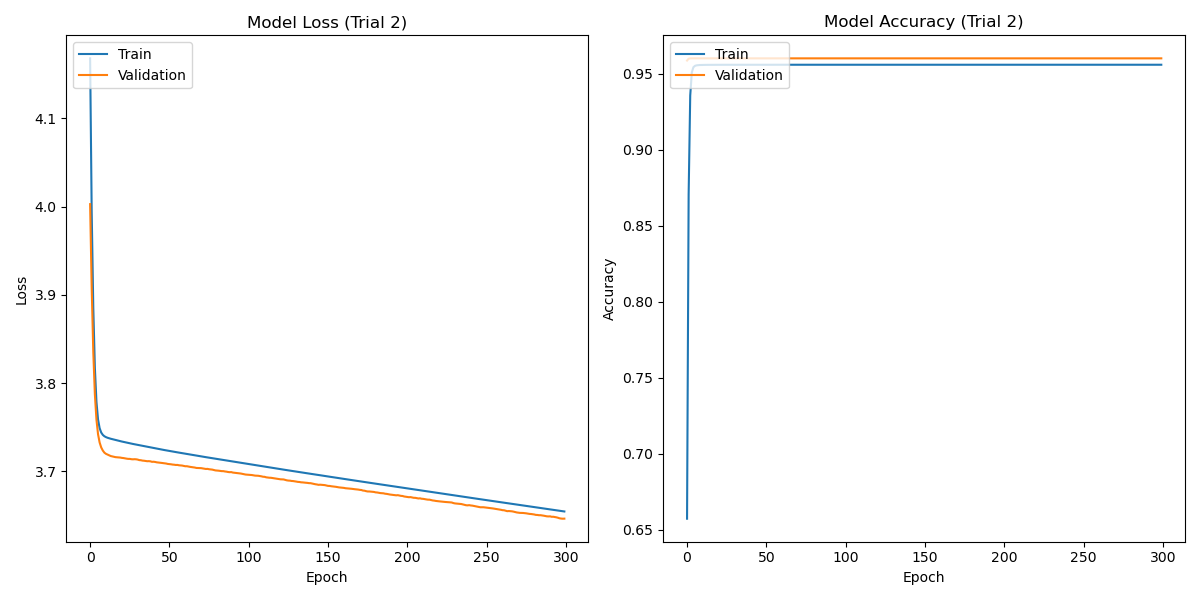 Model Loss (Trial 2)
Train
Validation
4.1
4.0
3.9
3.8
3.7
Loss
0 50 100 150 200 250 300
Epoch
Model Accuracy (Trial 2)
Train
Validation
0.95
0.90
0.85
0.80
0.75
0.70
0.65
Accuracy
0 50 100 150 200 250 300
Epoch